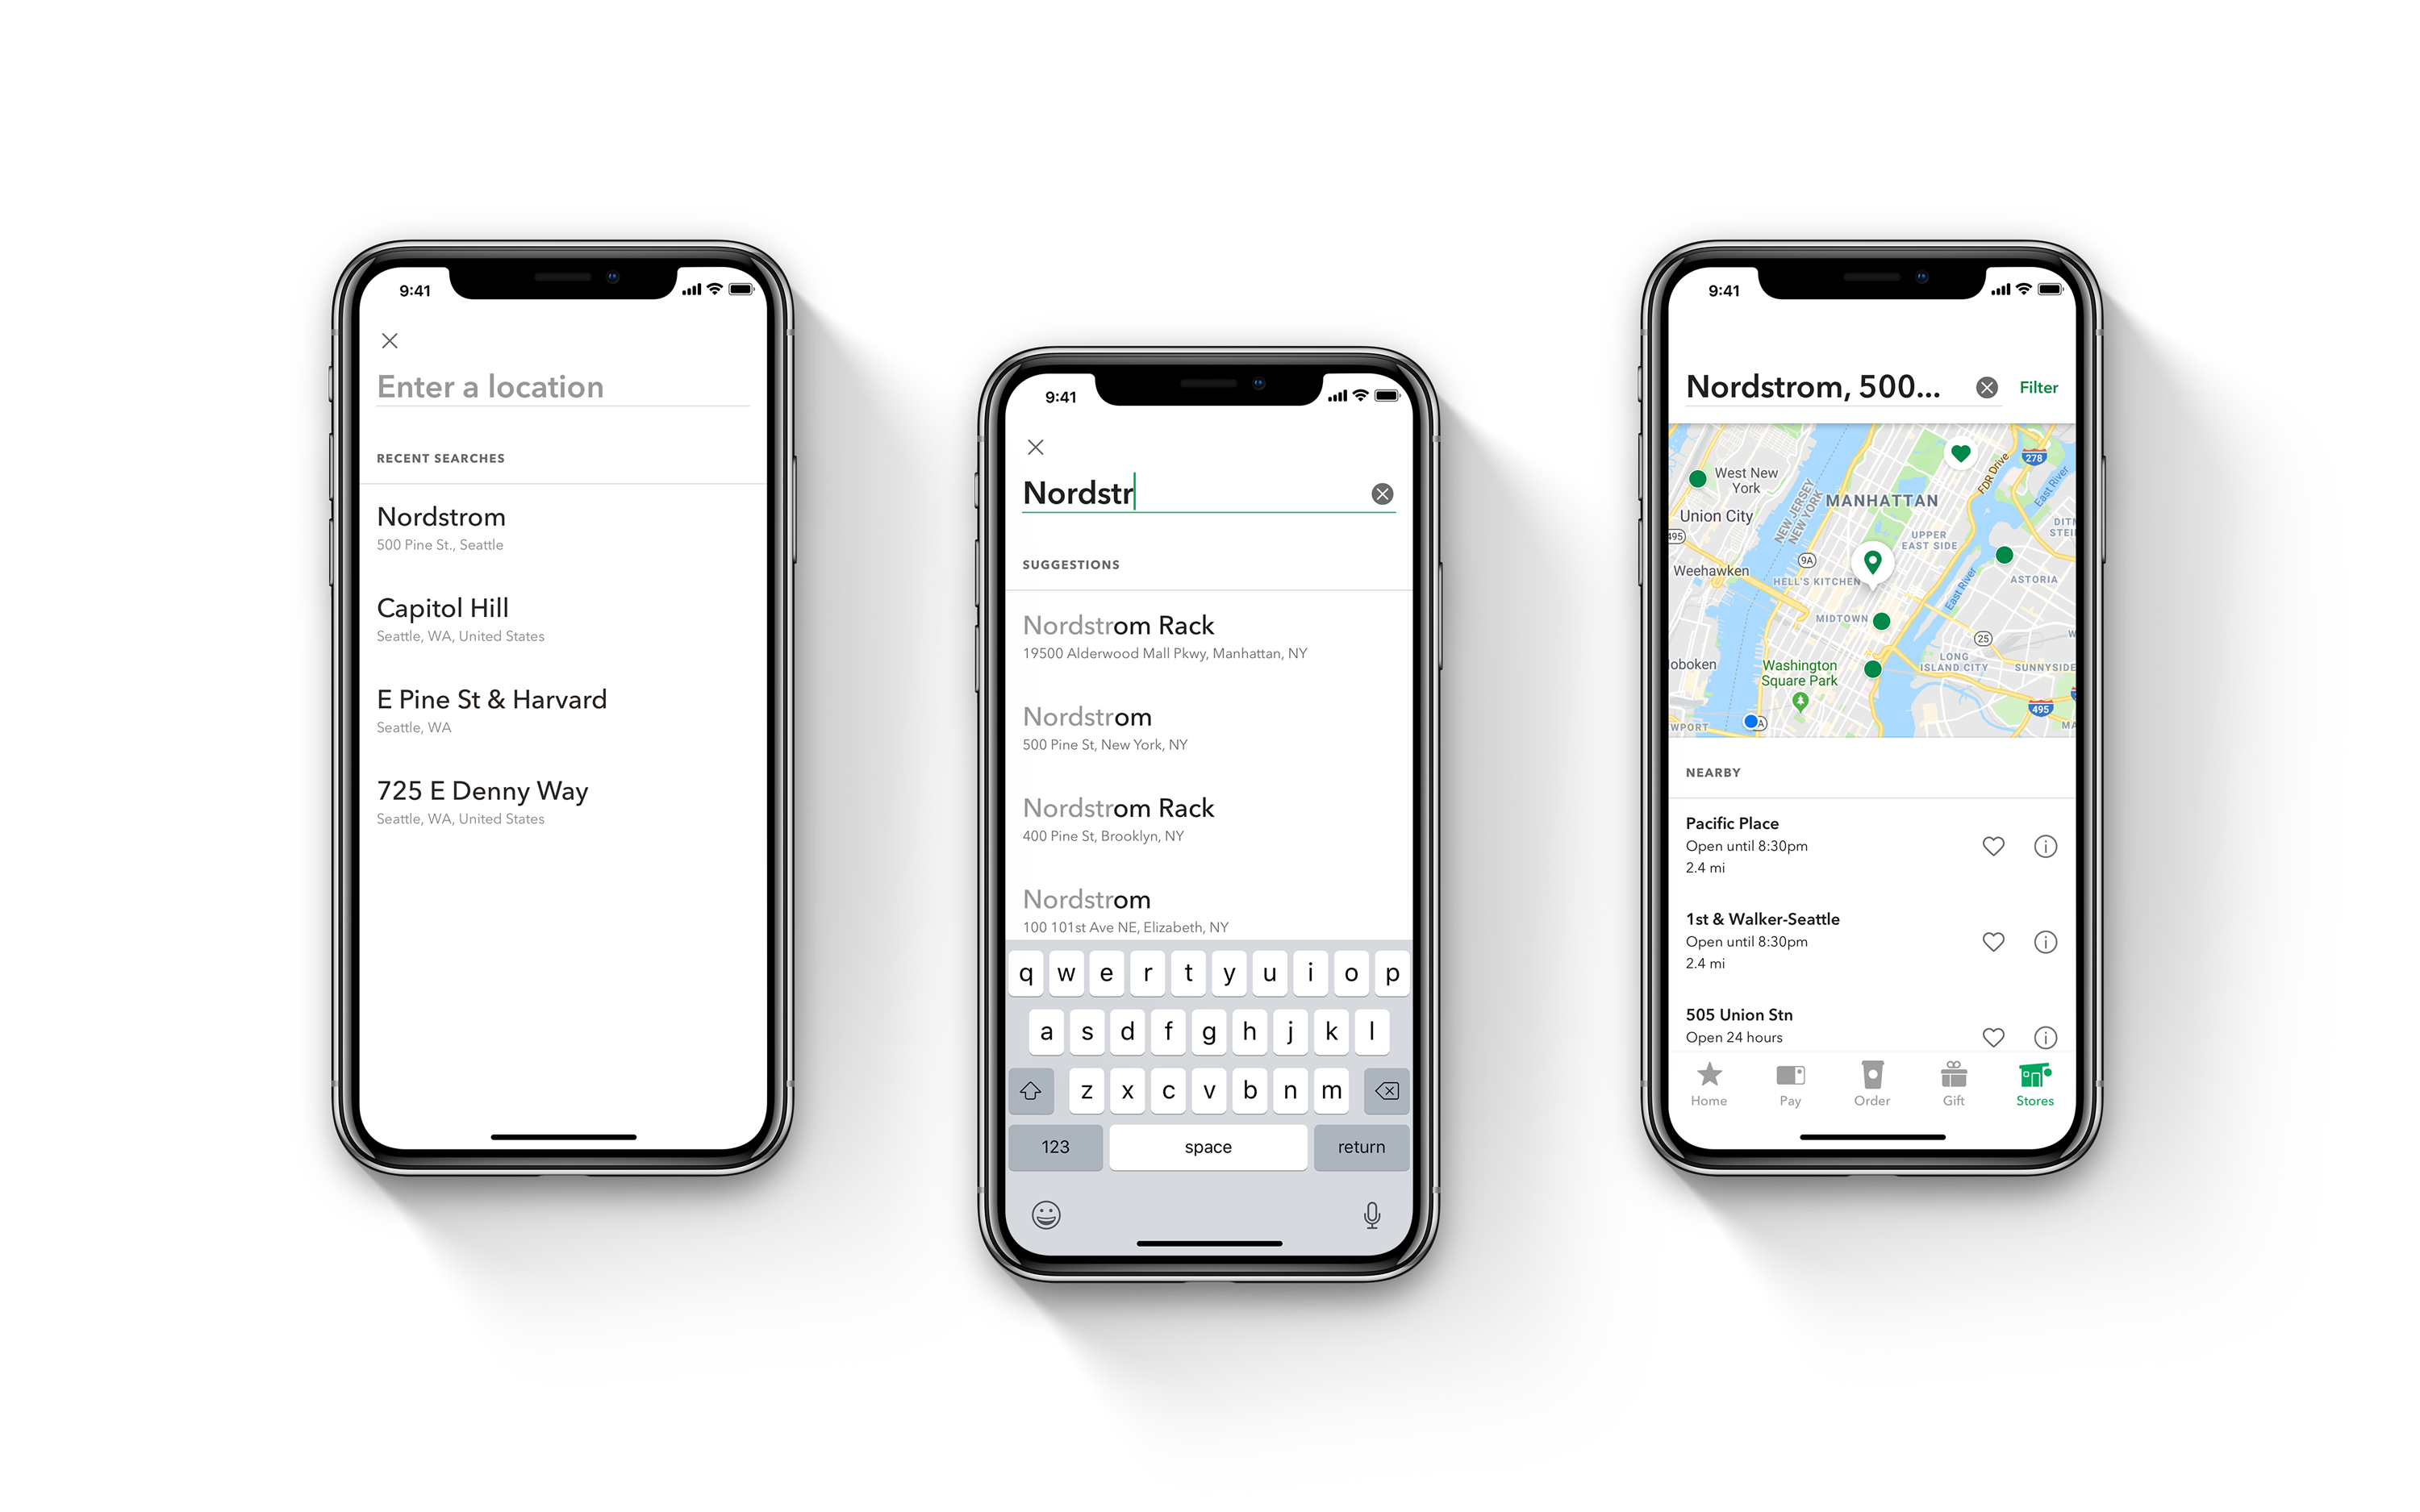 9:41
Enter a location
RECENT SEARCHES
Nordstrom
500 Pine St., Seattle
Capitol Hill
Seattle, WA, United States
E Pine St & Harvard
Seattle, WA
725 E Denny Way
Seattle, WA, United States
9:41
Nordstr
SUGGESTIONS
Nordstrom Rack
19500 Alderwood Mall Pkwy, Manhattan, NY
Nordstrom
500 Pine St, New York, NY
Nordstrom Rack
400 Pine St, Brooklyn, NY
Nordstrom
100 101st Ave NE, Elizabeth, NY
q w e r t y u i o p
a s d f g h j k l
z x c v b n m
123 space return
9:41
Nordstrom, 500... Filter
278
FDR Drive
East River
West New
York
MANHATTAN
Union City
NEW JERSEY
NEW YORK
495
UPPER
EAST SIDE
DITM
STEI
9A
Weehawken
HELL'S KITCHEN
ASTORIA
East River
MIDTOWN
25
W
oboken
Washington
Square Park
LONG
ISLAND CITY
SUNNYSIDE
495
A
EWPORT
MA
NEARBY
Pacific Place
Open until 8:30pm
2.4 mi
1st & Walker-Seattle
Open until 8:30pm
2.4 mi
505 Union Stn
Open 24 hours
Home Pay Order Gift Stores